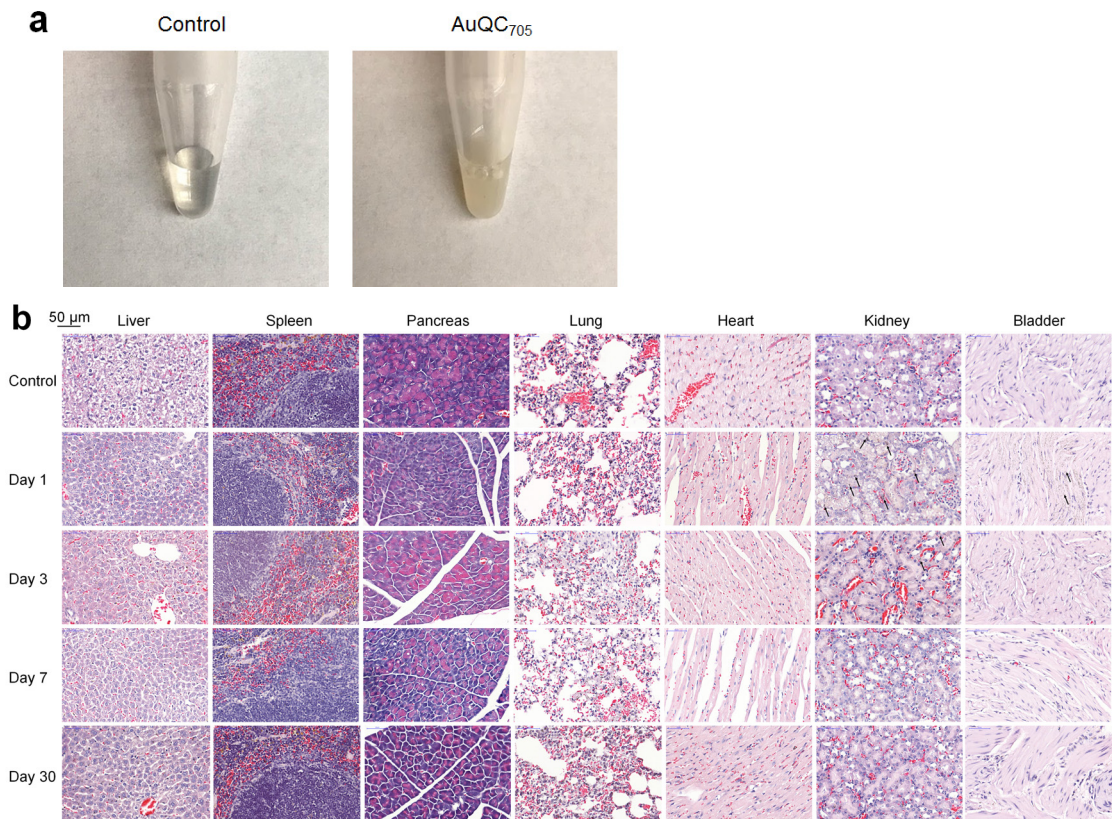 a
Control
AuQC705
b
50 µm
Liver
Spleen
Pancreas
Lung
Heart
Kidney
Bladder
Control
Day 1
Day 3
Day 7
Day 30